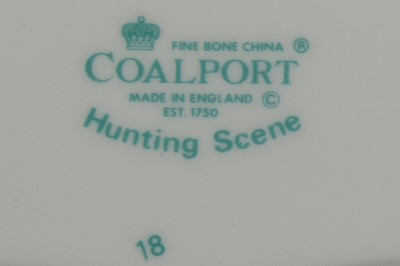 FINE BONE CHINA ®
COALPORT
MADE IN ENGLAND ©
EST. 1750
Hunting Scene
18